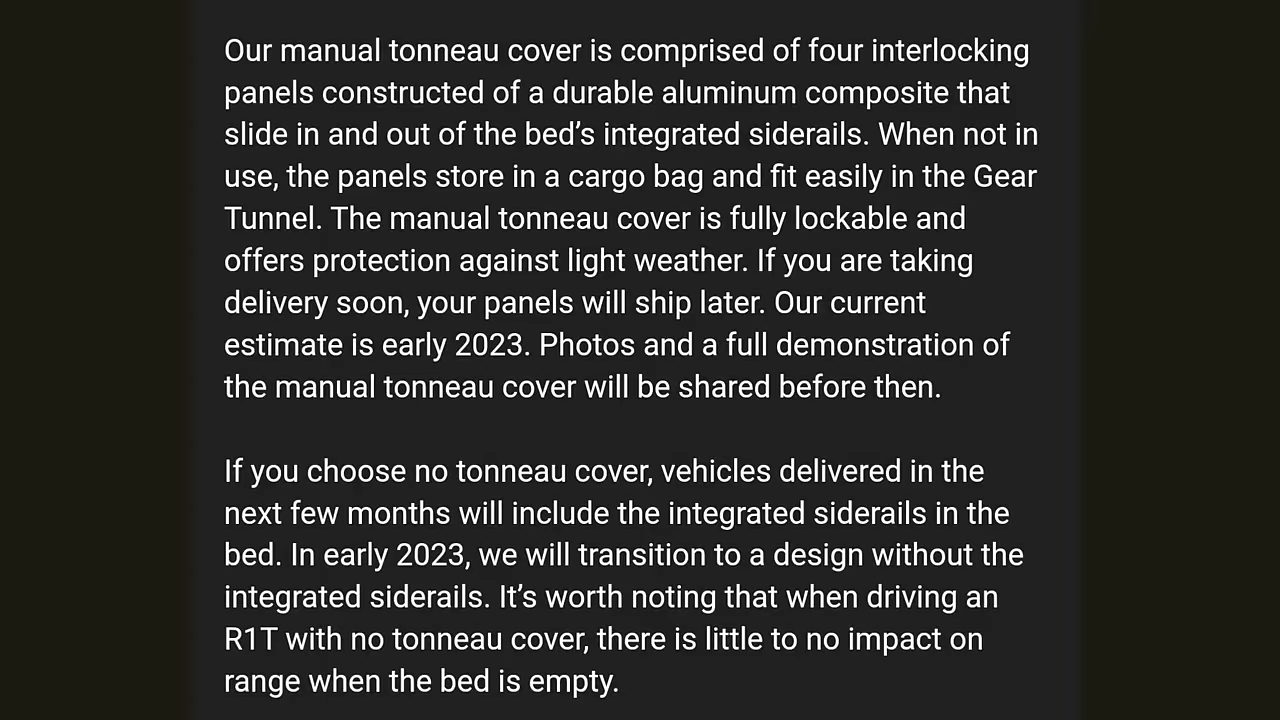 Our manual tonneau cover is comprised of four interlocking
panels constructed of a durable aluminum composite that
slide in and out of the bed’s integrated siderails. When not in
use, the panels store in a cargo bag and fit easily in the Gear
Tunnel. The manual tonneau cover is fully lockable and
offers protection against light weather. If you are taking
delivery soon, your panels will ship later. Our current
estimate is early 2023. Photos and a full demonstration of
the manual tonneau cover will be shared before then.
If you choose no tonneau cover, vehicles delivered in the
next few months will include the integrated siderails in the
bed. In early 2023, we will transition to a design without the
integrated siderails. It’s worth noting that when driving an
R1T with no tonneau cover, there is little to no impact on
range when the bed is empty.